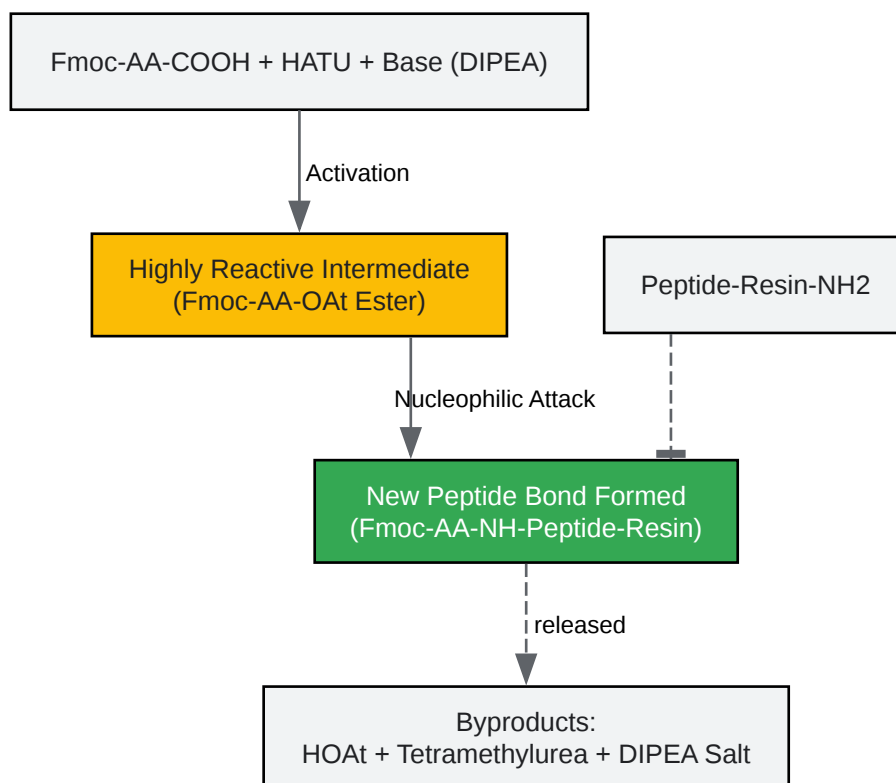 Fmoc-AA-COOH + HATU + Base (DIPEA)
Activation
Highly Reactive Intermediate
(Fmoc-AA-OAt Ester)
Peptide-Resin-NH2
Nucleophilic Attack
New Peptide Bond Formed
(Fmoc-AA-NH-Peptide-Resin)
released
Byproducts:
HOAt + Tetramethylurea + DIPEA Salt